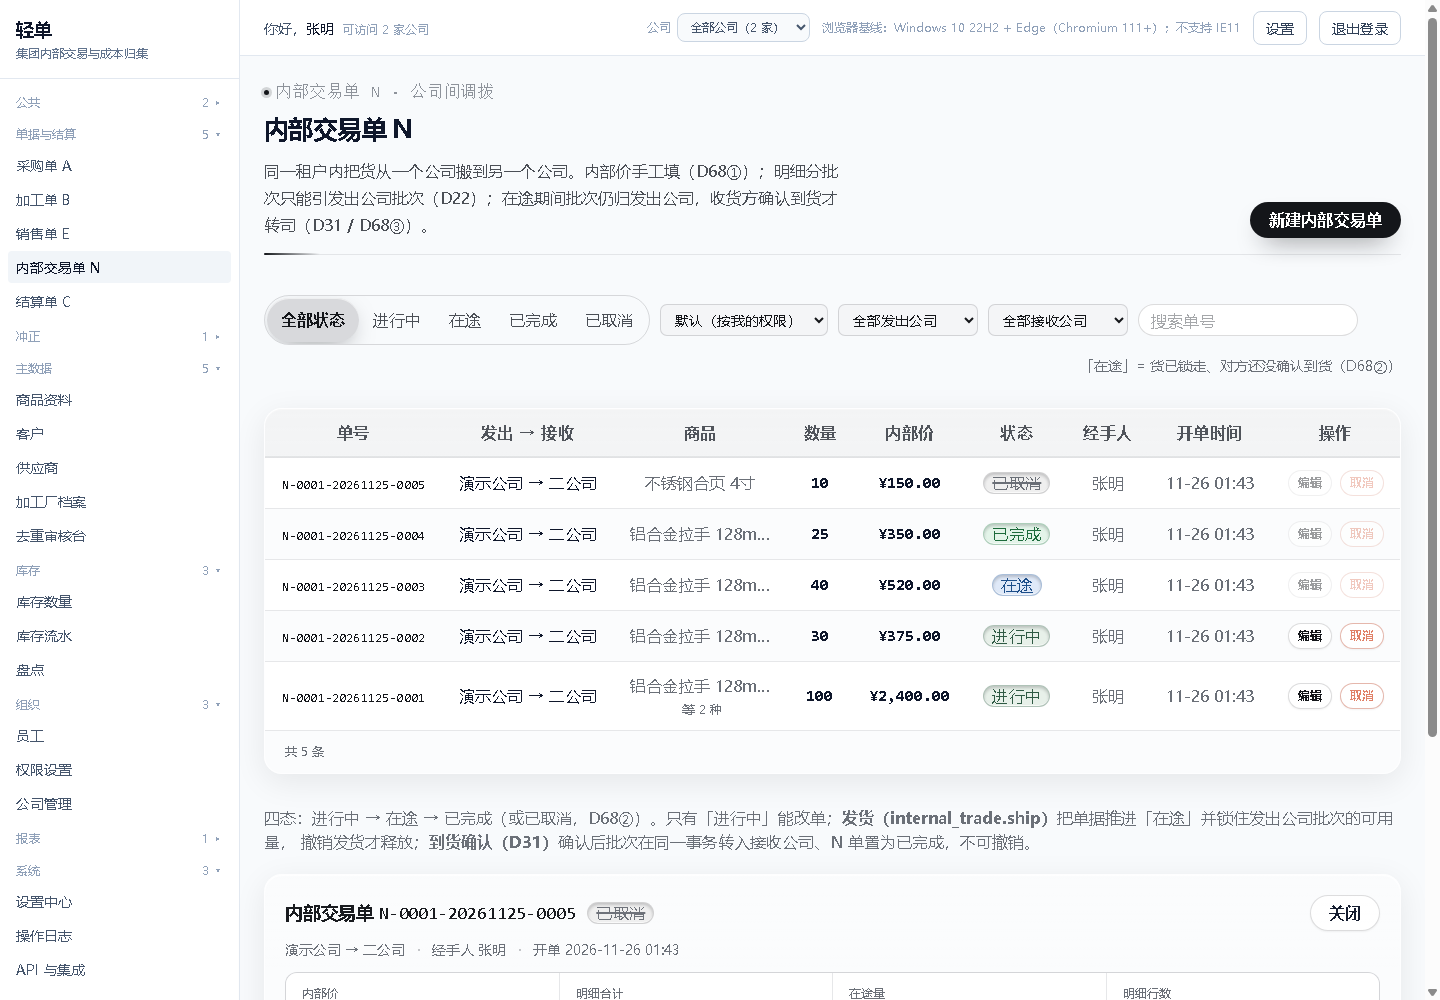 轻单
集团内部交易与成本归集
公共 2
单据与结算 5
采购单 A
加工单 B
销售单 E
内部交易单 N
结算单 C
冲正 1
主数据 5
商品资料
客户
供应商
加工厂档案
去重审核台
库存 3
库存数量
库存流水
盘点
组织 3
员工
权限设置
公司管理
报表 1
系统 3
设置中心
操作日志
API 与集成
你好，张明 可访问 2 家公司
公司 全部公司（2 家） 浏览器基线：Windows 10 22H2 + Edge（Chromium 111+）；不支持 IE11 设置 退出登录
内部交易单 N - 公司间调拨
内部交易单 N
同一租户内把货从一个公司搬到另一个公司。内部价手工填（D68①）；明细分批
次只能引发出公司批次（D22）；在途期间批次仍归发出公司，收货方确认到货才
转司（D31 / D68③）。
新建内部交易单
全部状态 进行中 在途 已完成 已取消 默认（按我的权限） 全部发出公司 全部接收公司 搜索单号
「在途」= 货已锁走、对方还没确认到货（D68②）
单号 发出 → 接收 商品 数量 内部价 状态 经手人 开单时间 操作
N-0001-20261125-0005 演示公司 → 二公司 不锈钢合页 4寸 10 ¥150.00 已取消 张明 11-26 01:43 编辑 取消
N-0001-20261125-0004 演示公司 → 二公司 铝合金拉手 128m... 25 ¥350.00 已完成 张明 11-26 01:43 编辑 取消
N-0001-20261125-0003 演示公司 → 二公司 铝合金拉手 128m... 40 ¥520.00 在途 张明 11-26 01:43 编辑 取消
N-0001-20261125-0002 演示公司 → 二公司 铝合金拉手 128m... 30 ¥375.00 进行中 张明 11-26 01:43 编辑 取消
N-0001-20261125-0001 演示公司 → 二公司 铝合金拉手 128m... 等 2 种 100 ¥2,400.00 进行中 张明 11-26 01:43 编辑 取消
共 5 条
四态：进行中 → 在途 → 已完成（或已取消，D68②）。只有「进行中」能改单；发货（internal_trade.ship）把单据推进「在途」并锁住发出公司批次的可用
量，撤销发货才释放；到货确认（D31）确认后批次在同一事务转入接收公司、N 单置为已完成，不可撤销。
内部交易单 N-0001-20261125-0005 已取消 关闭
演示公司 → 二公司 · 经手人 张明 · 开单 2026-11-26 01:43
内部价 明细合计 在途量 明细行数